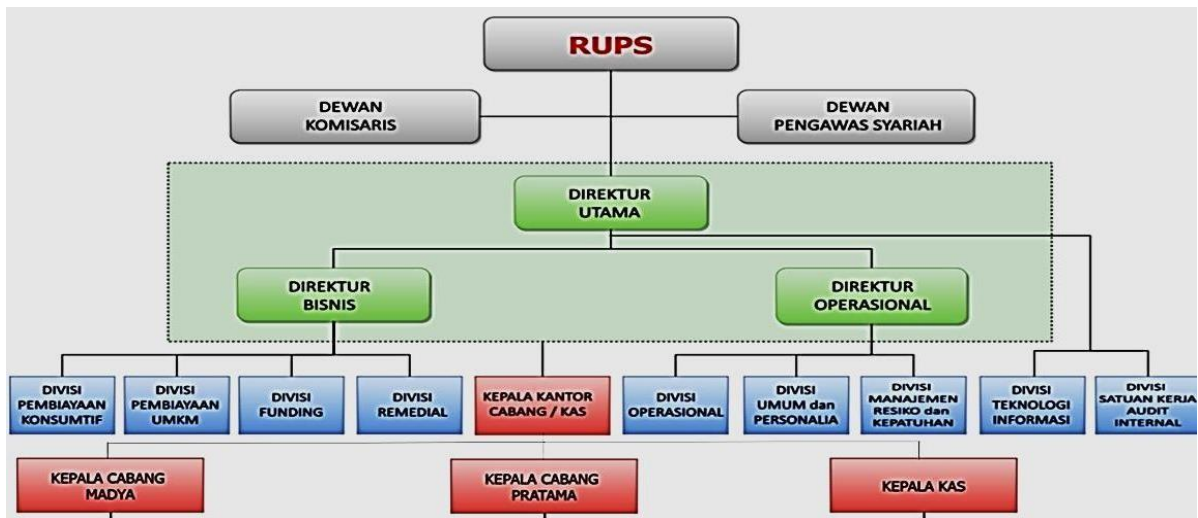 RUPS
DEWAN
KOMISARIS
DEWAN
PENGAWAS SYARIAH
DIREKTUR
UTAMA
DIREKTUR
BISNIS
DIREKTUR
OPERASIONAL
DIVISI
PEMBIAYAAN
KONSUMTIF
DIVISI
PEMBIAYAAN
UMKM
DIVISI
FUNDING
DIVISI
REMEDIAL
KEPALA KANTOR
CABANG / KAS
DIVISI
OPERASIONAL
DIVISI
UMUM dan
PERSONALIA
DIVISI
MANAJEMEN
RESIKO dan
KEPATUHAN
DIVISI
TEKNOLOGI
INFORMASI
DIVISI
SATUAN KERJA
AUDIT
INTERNAL
KEPALA CABANG
MADYA
KEPALA CABANG
PRATAMA
KEPALA KAS